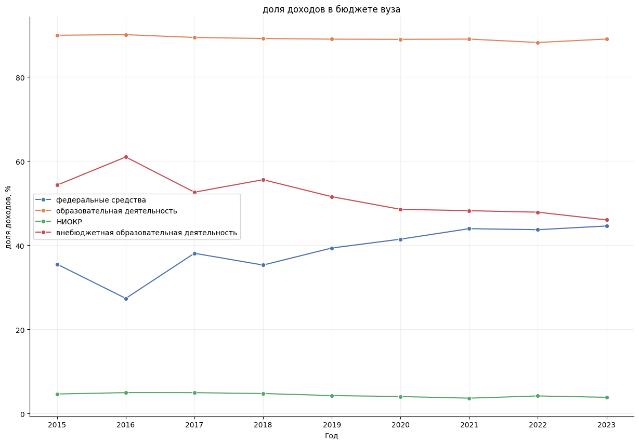 доля доходов в бюджете вуза
доля доходов, %
80
60
40
20
0
федеральные средства
образовательная деятельность
НИОКР
внебюджетная образовательная деятельность
2015 2016 2017 2018 2019 2020 2021 2022 2023
Год